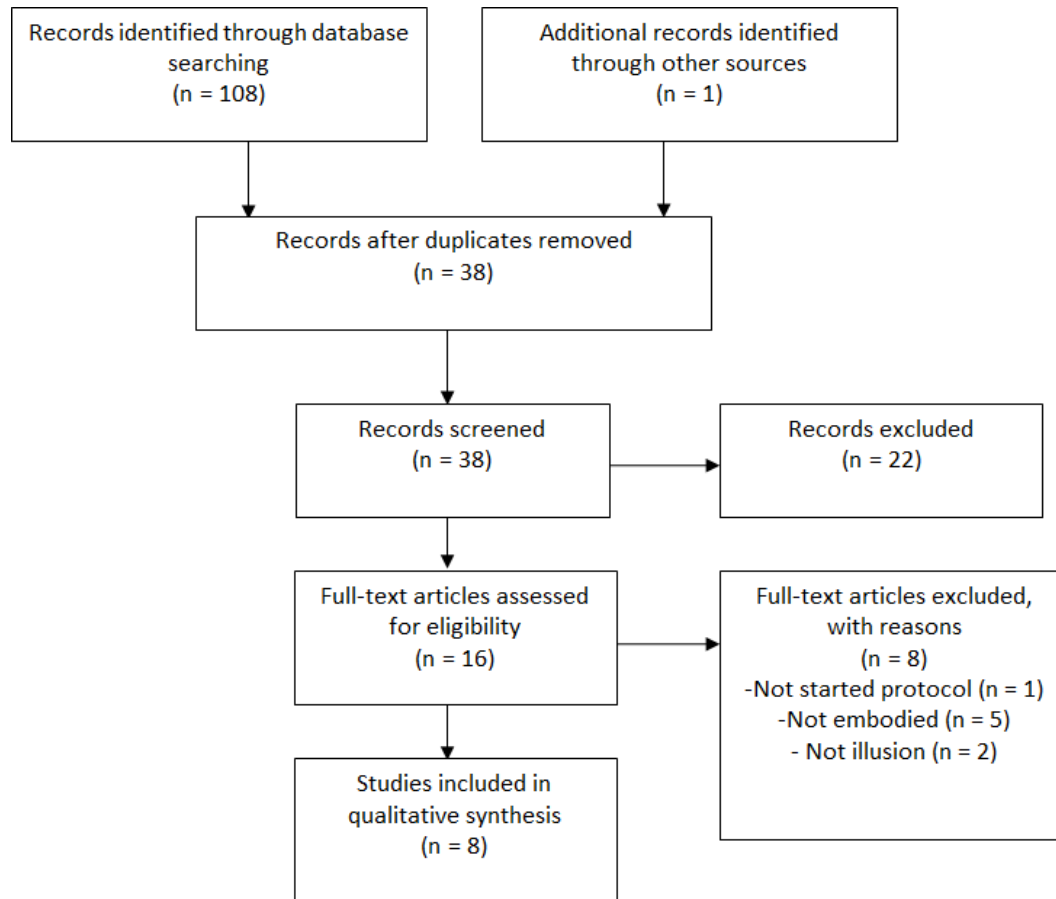 Records identified through database
searching
(n = 108)
Additional records identified
through other sources
(n = 1)
Records after duplicates removed
(n = 38)
Records screened
(n = 38)
Records excluded
(n = 22)
Full-text articles assessed
for eligibility
(n = 16)
Full-text articles excluded,
with reasons
(n = 8)
-Not started protocol (n = 1)
-Not embodied (n = 5)
- Not illusion (n = 2)
Studies included in
qualitative synthesis
(n = 8)